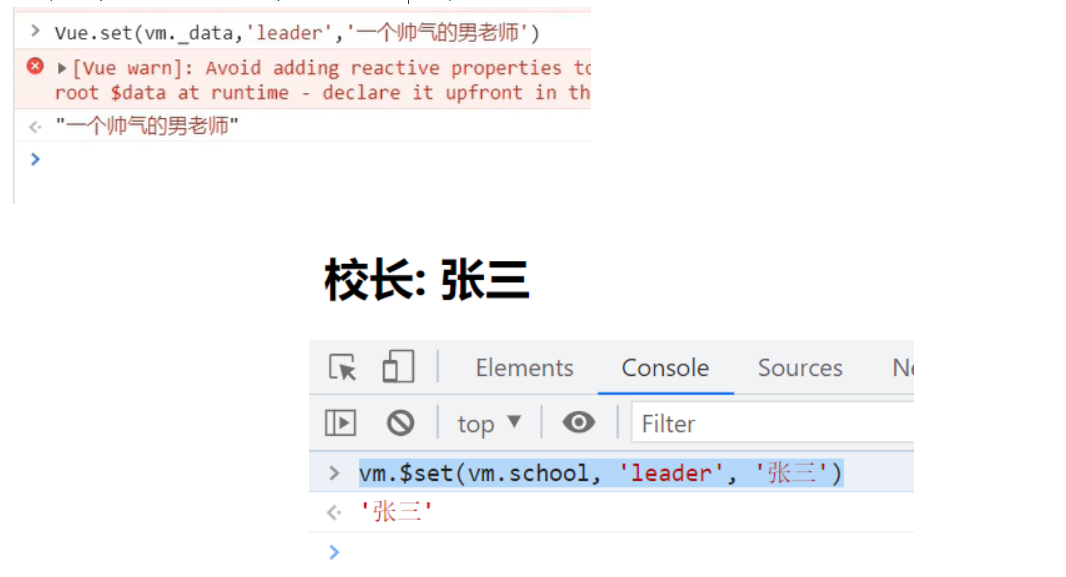 Vue.set(vm._data,'leader','一个帅气的男老师')
[Vue warn]: Avoid adding reactive properties to
root $data at runtime - declare it upfront in th
"一个帅气的男老师"
校长: 张三
Elements Console Sources Ne
top Filter
vm.$set(vm.school, 'leader', '张三')
'张三'